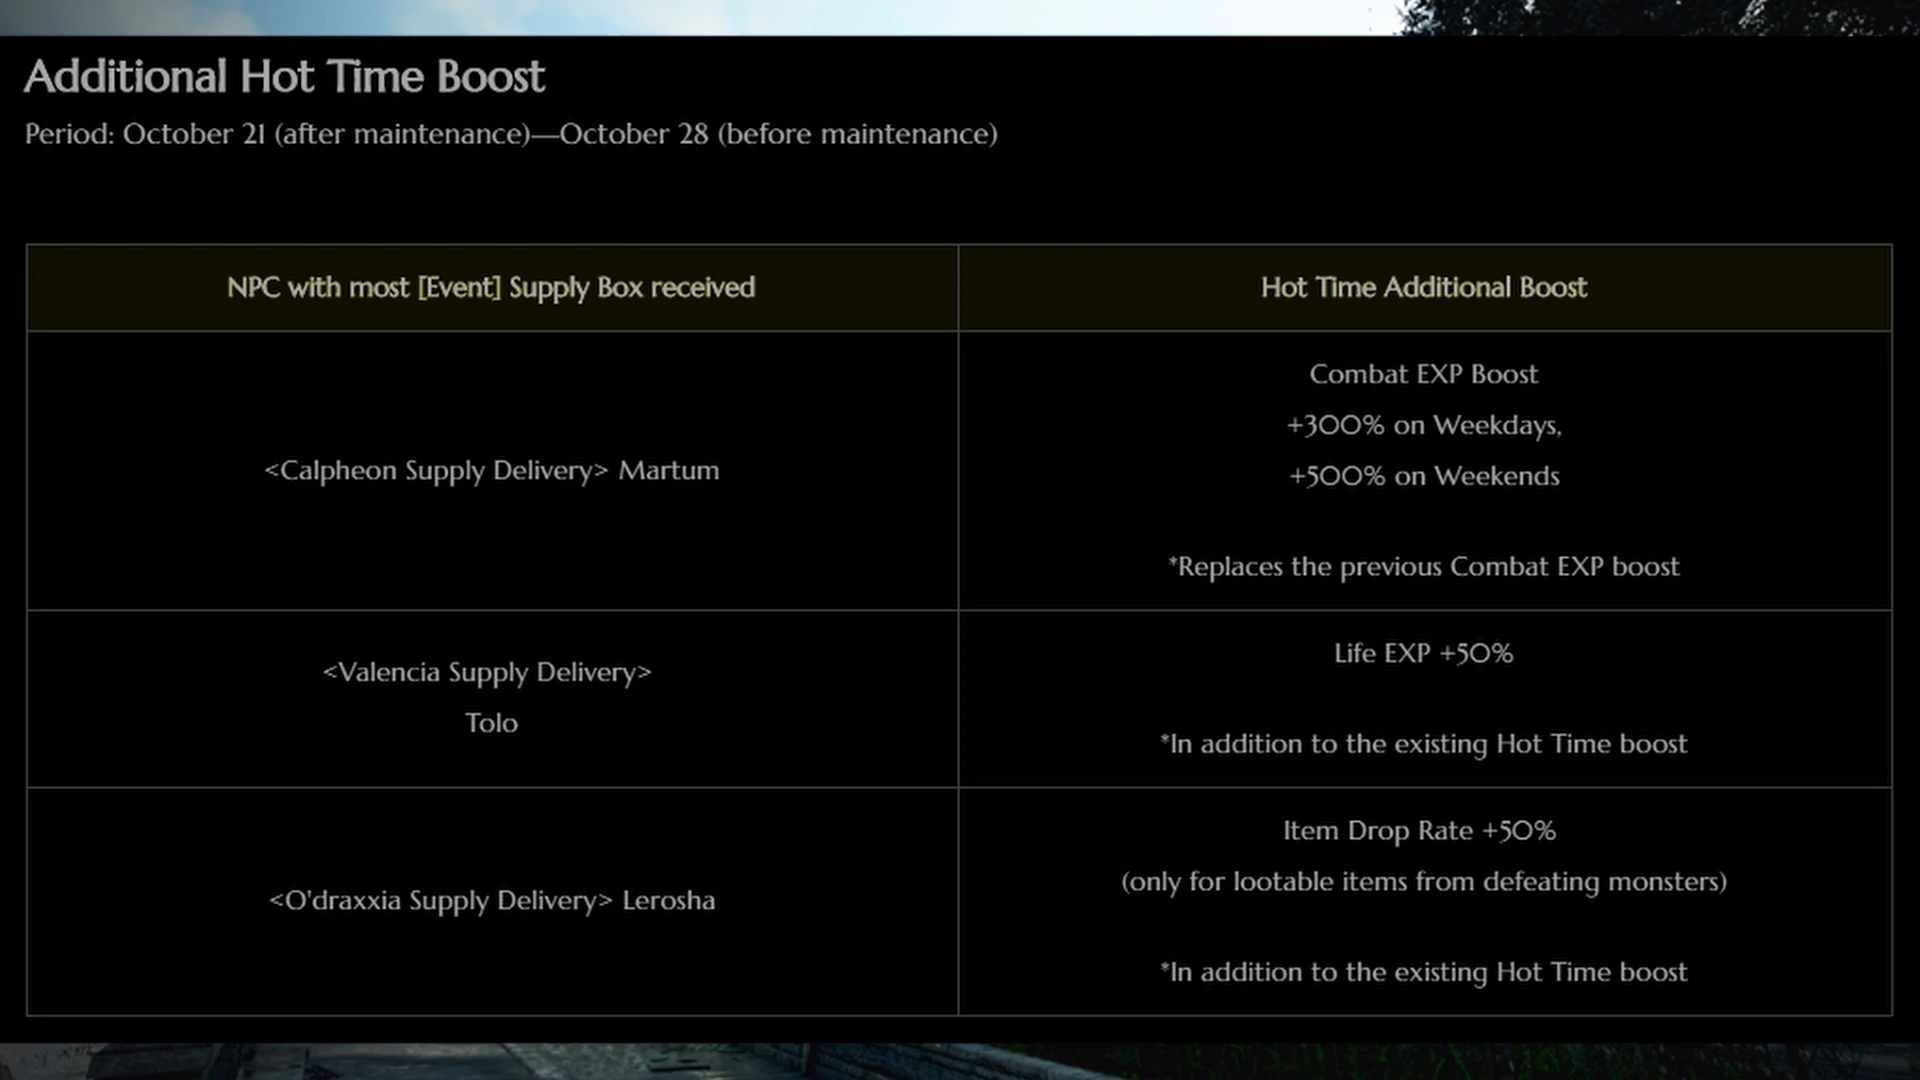 Additional Hot Time Boost
Period: October 21 (after maintenance)—October 28 (before maintenance)
NPC with most [Event] Supply Box received
Hot Time Additional Boost
<Calpheon Supply Delivery> Martum
Combat EXP Boost
+300% on Weekdays,
+500% on Weekends
*Replaces the previous Combat EXP boost
<Valencia Supply Delivery>
Tolo
Life EXP +50%
*In addition to the existing Hot Time boost
<O'draxxia Supply Delivery> Lerosha
Item Drop Rate +50%
(only for lootable items from defeating monsters)
*In addition to the existing Hot Time boost